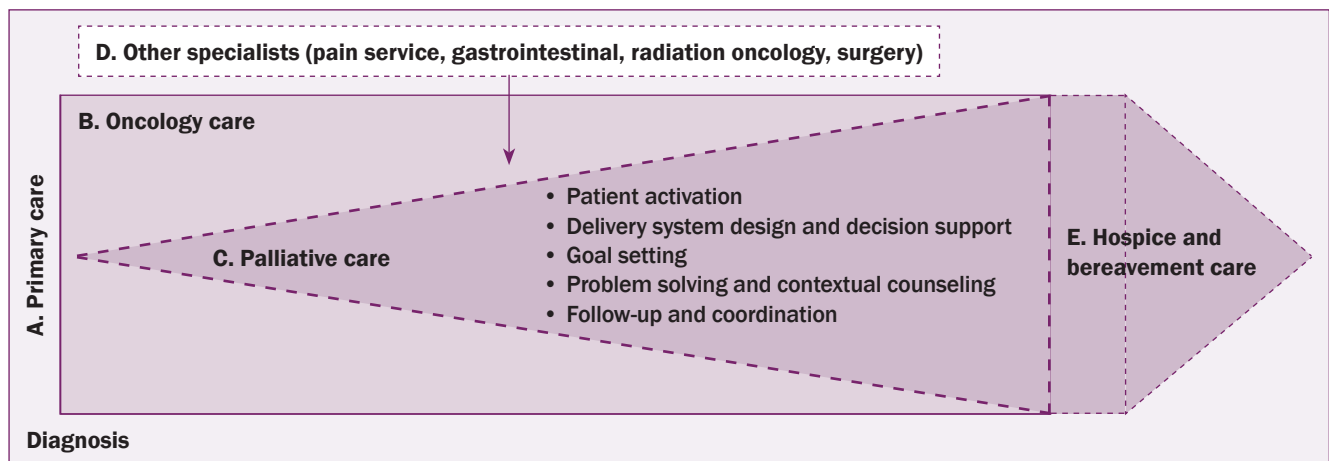 D. Other specialists (pain service, gastrointestinal, radiation oncology, surgery)
B. Oncology care
A. Primary care
C. Palliative care
• Patient activation
• Delivery system design and decision support
• Goal setting
• Problem solving and contextual counseling
• Follow-up and coordination
E. Hospice and
bereavement care
Diagnosis